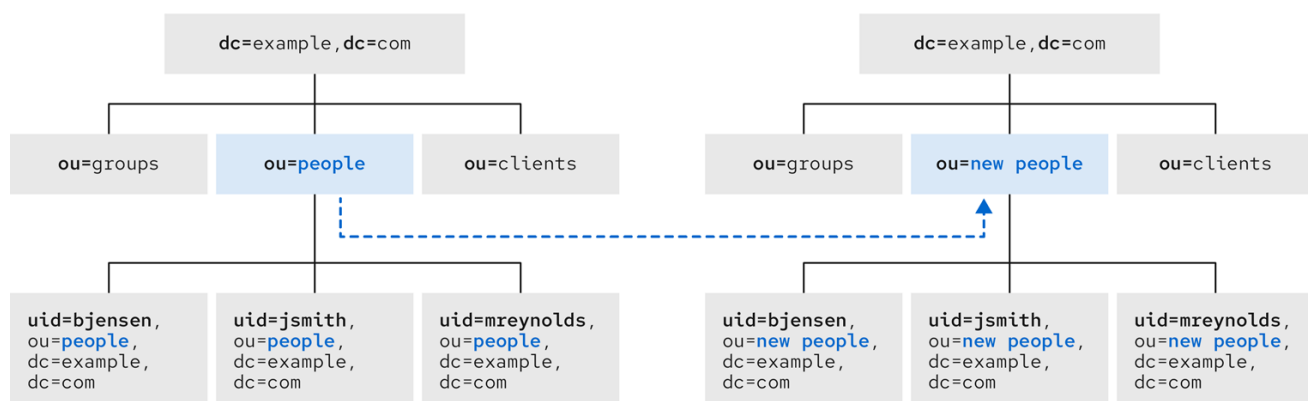 dc=example,dc=com
dc=example,dc=com
ou=groups
ou=people
ou=clients
ou=groups
ou=new people
ou=clients
uid=bjensen,
ou=people,
dc=example,
dc=com
uid=jsmith,
ou=people,
dc=example,
dc=com
uid=mreynolds,
ou=people,
dc=example,
dc=com
uid=bjensen,
ou=new people,
dc=example,
dc=com
uid=jsmith,
ou=new people,
dc=example,
dc=com
uid=mreynolds,
ou=new people,
dc=example,
dc=com